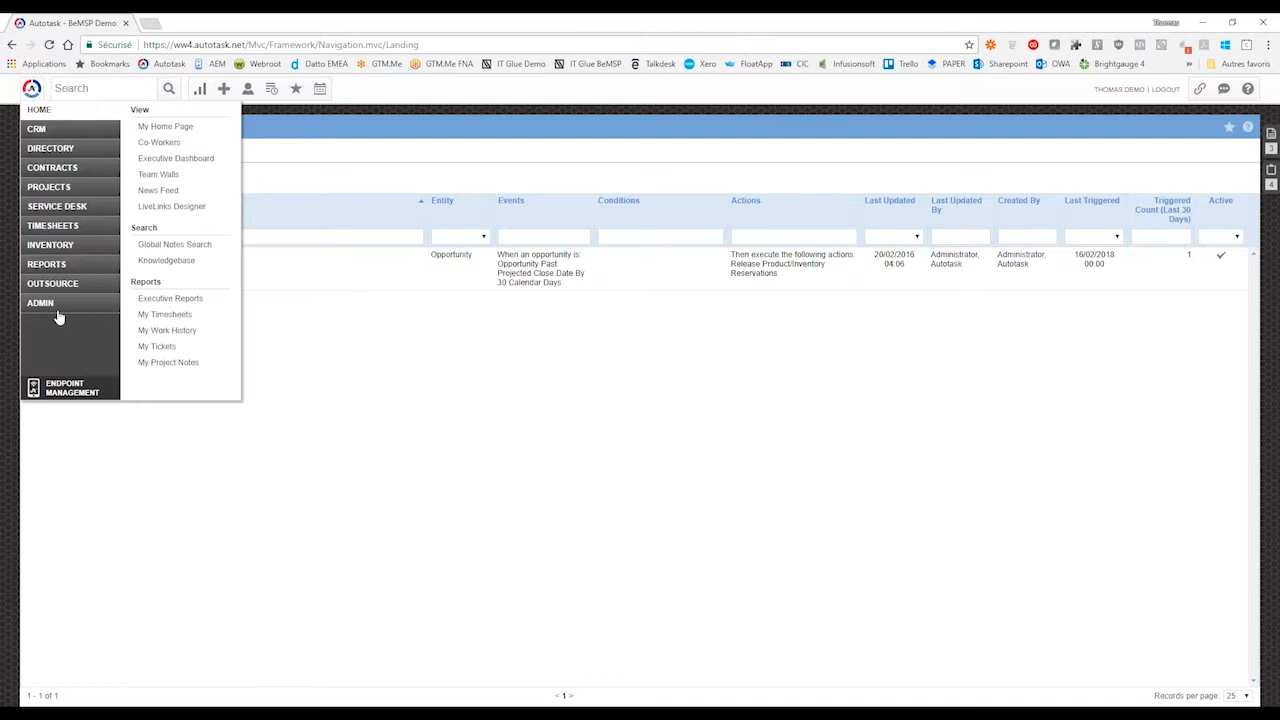 Autotask - BeMSP Demo
Thomas
Sécurisé https://ww4.autotask.net/Mvc/Framework/Navigation.mvc/Landing
Applications Bookmarks Autotask AEM Webroot Datto EMEA GTM.Me GTM.Me FNA IT Glue Demo IT Glue BeMSP Talkdesk Xero FloatApp CIC Infusionsoft Trello PAPER Sharepoint OWA Brightgauge 4 » Autres favoris
Search
THOMAS DEMO | LOGOUT
HOME
CRM
DIRECTORY
CONTRACTS
PROJECTS
SERVICE DESK
TIMESHEETS
INVENTORY
REPORTS
OUTSOURCE
ADMIN
ENDPOINT
MANAGEMENT
View
My Home Page
Co-Workers
Executive Dashboard
Team Walls
News Feed
LiveLinks Designer
Search
Global Notes Search
Knowledgebase
Reports
Executive Reports
My Timesheets
My Work History
My Tickets
My Project Notes
3
4
Entity
Events
Conditions
Actions
Last Updated
Last Updated
By
Created By
Last Triggered
Triggered
Count (Last 30
Days)
Active
Opportunity
When an opportunity is:
Opportunity Past
Projected Close Date By
30 Calendar Days
Then execute the following actions:
Release Product/Inventory
Reservations
20/02/2016
04:06
Administrator,
Autotask
Administrator,
Autotask
16/02/2018
00:00
1
1 - 1 of 1
< 1 >
Records per page: 25